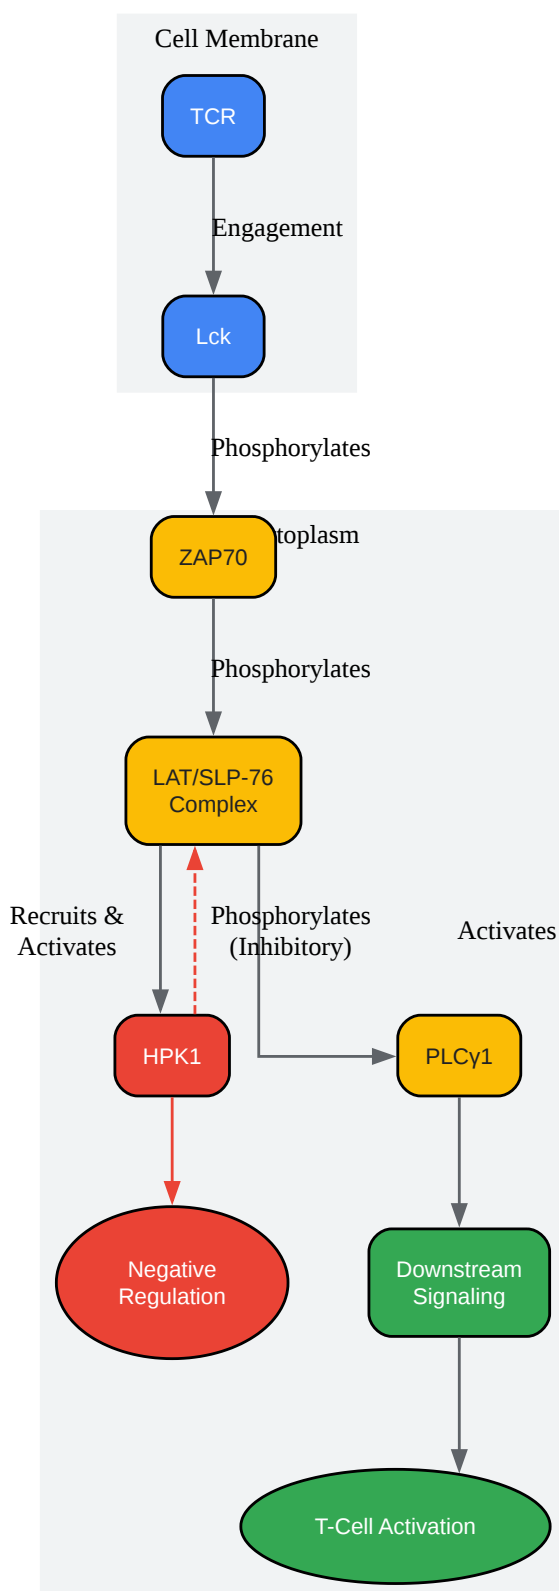 Cell Membrane
TCR
Engagement
Lck
Phosphorylates
ZAP70
toplasm
Phosphorylates
LAT/SLP-76
Complex
Recruits &
Activates
Phosphorylates
(Inhibitory)
Activates
HPK1
PLCγ1
Negative
Regulation
Downstream
Signaling
T-Cell Activation